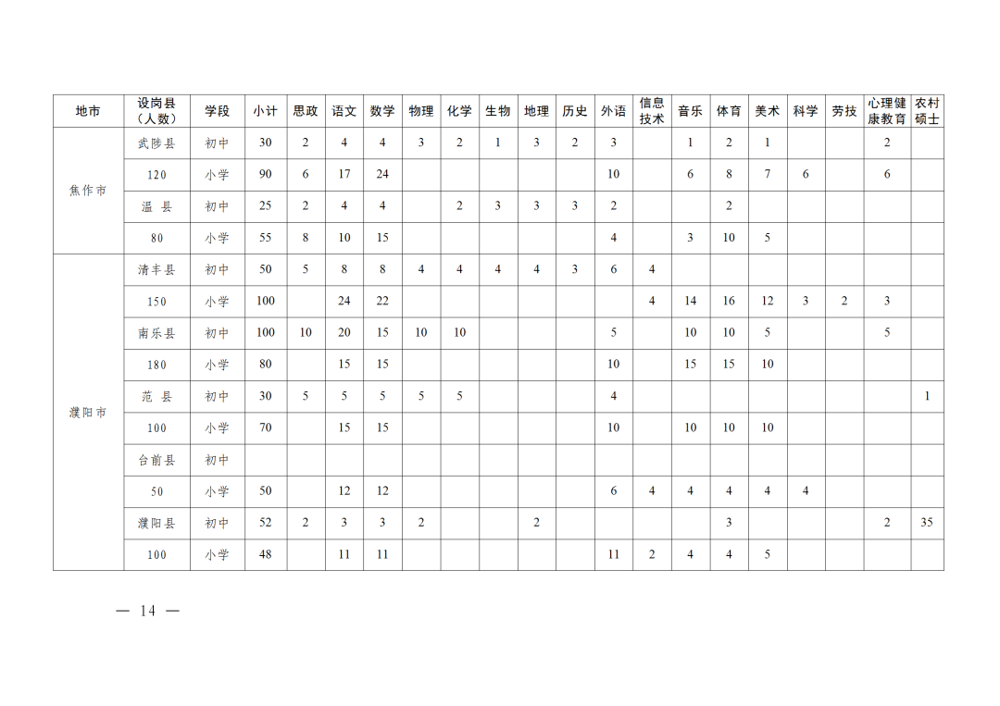 地市 设岗县（人数） 学段 小计 思政 语文 数学 物理 化学 生物 地理 历史 外语 信息技术 音乐 体育 美术 科学 劳技 心理健康教育 农村硕士
焦作市
武陟县 初中 30 2 4 4 3 2 1 3 2 3 1 2 1 2
120 小学 90 6 17 24 10 6 8 7 6 6
温 县 初中 25 2 4 4 2 3 3 3 2 2
80 小学 55 8 10 15 4 3 10 5
濮阳市
清丰县 初中 50 5 8 8 4 4 4 4 3 6 4
150 小学 100 24 22 4 14 16 12 3 2 3
南乐县 初中 100 10 20 15 10 10 5 10 10 5 5
180 小学 80 15 15 10 15 15 10
范 县 初中 30 5 5 5 5 5 4 1
100 小学 70 15 15 10 10 10 10
台前县 初中
50 小学 50 12 12 6 4 4 4 4 4
濮阳县 初中 52 2 3 3 2 2 3 2 35
100 小学 48 11 11 11 2 4 4 5
— 14 —